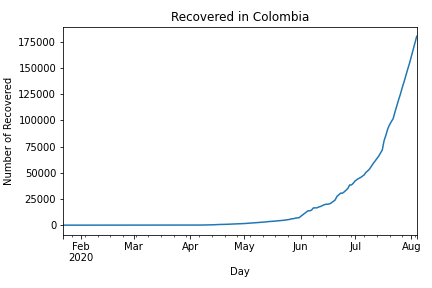 Recovered in Colombia
Number of Recovered
175000
150000
125000
100000
75000
50000
25000
0
Feb
2020
Mar
Apr
May
Jun
Jul
Aug
Day